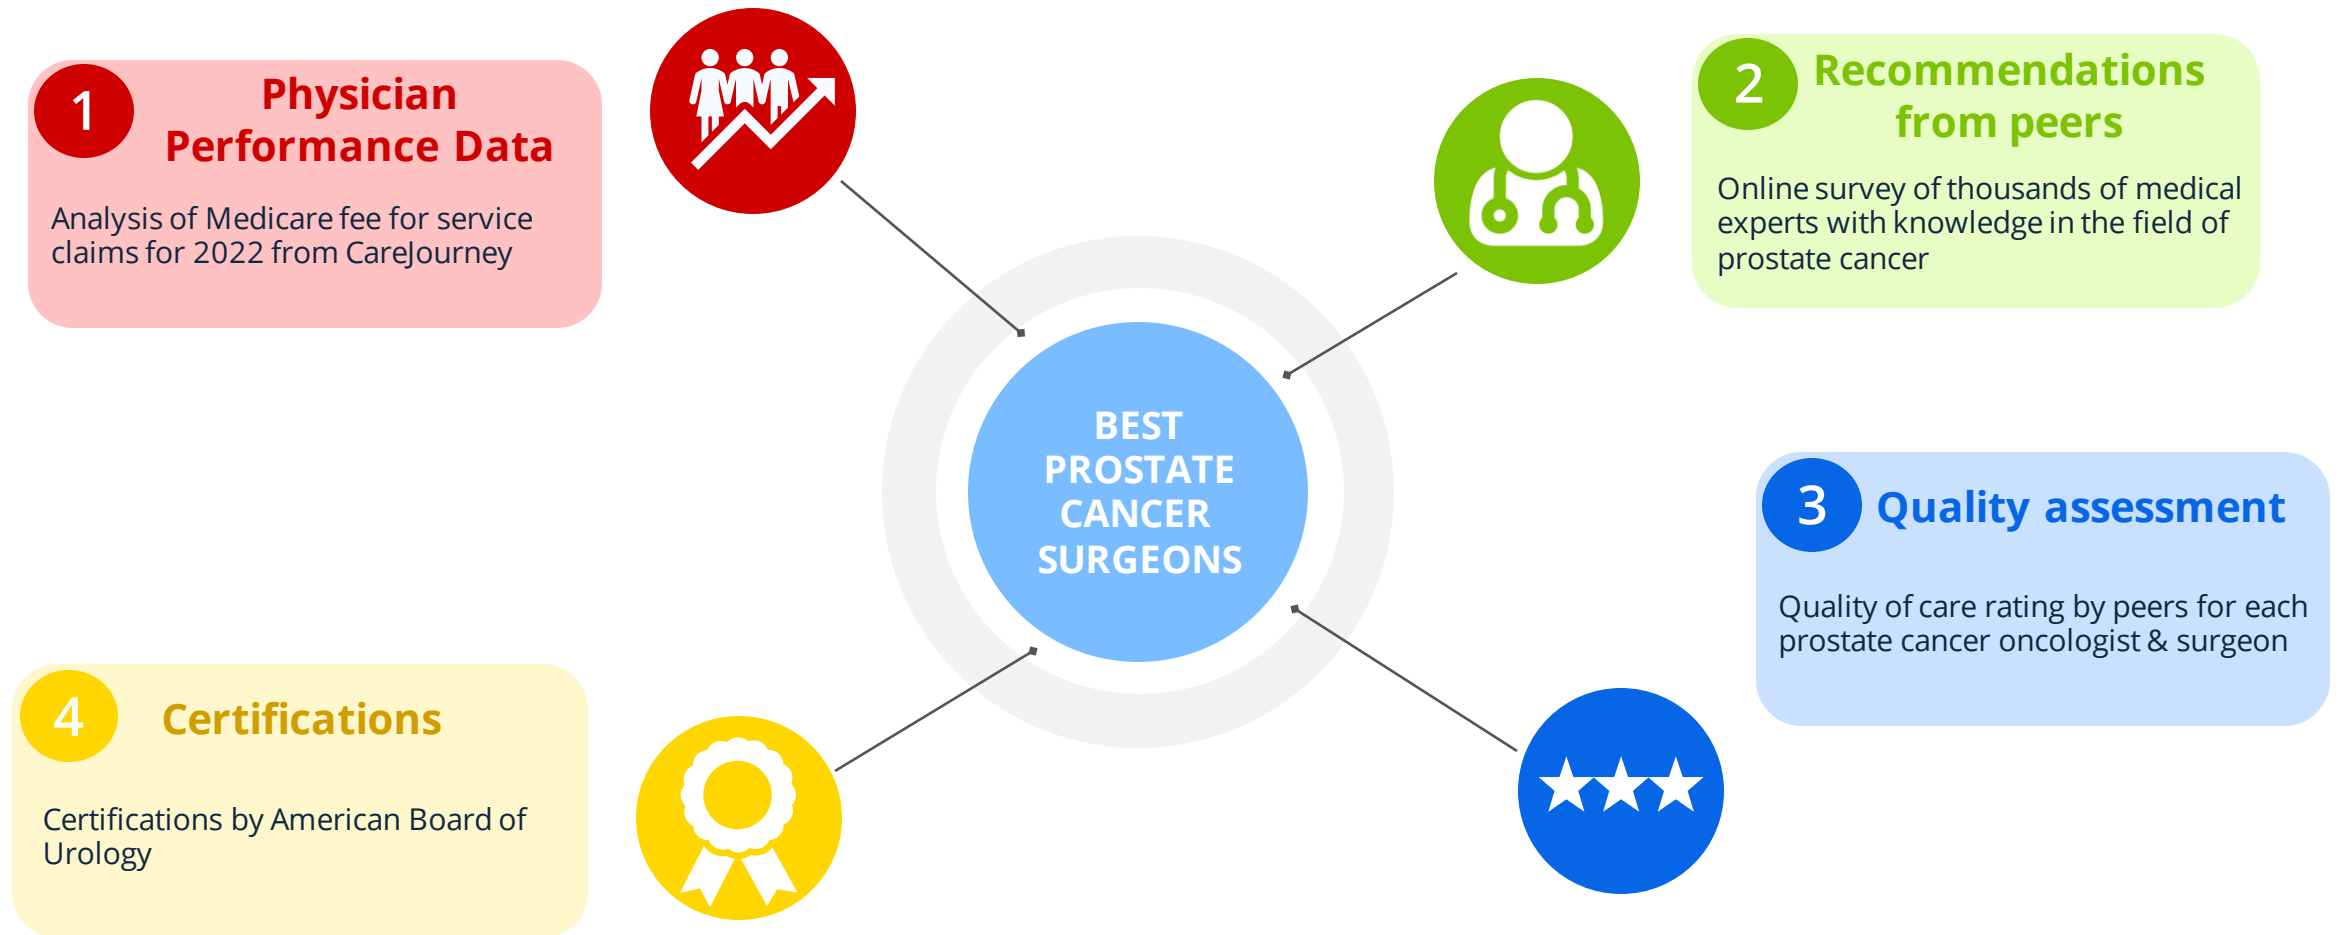 1
Physician
Performance Data
Analysis of Medicare fee for service
claims for 2022 from CareJourney
2
Recommendations
from peers
Online survey of thousands of medical
experts with knowledge in the field of
prostate cancer
BEST
PROSTATE
CANCER
SURGEONS
3
Quality assessment
Quality of care rating by peers for each
prostate cancer oncologist & surgeon
4
Certifications
Certifications by American Board of
Urology